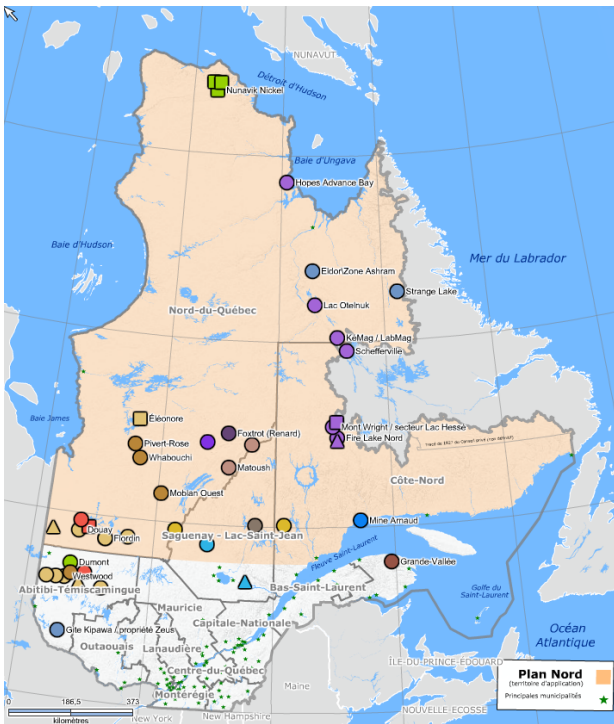 NUNAVUT
Détroit d'Hudson
Nunavik Nickel
Baie d'Ungava
Hopes Advance Bay
Baie d'Hudson
Mer du Labrador
Eldor\Zone Ashram
Strange Lake
Lac Otelnuk
Nord-du-Québec
KéMag / LabMag
Schefferville
Baie James
Éléonore
Foxtrot (Renard)
Mont Wright / secteur Lac Hessé
Fire Lake Nord
Pivert-Rose
Whabouchi
Matoush
Côte-Nord
Moblan Ouest
Douay
Mine Arnaud
Fiordin
Saguenay - Lac-Saint-Jean
Fleuve Saint-Laurent
Dumont
Grande-Vallée
Westwood
Bas-Saint-Laurent
Abitibi-Témiscamingue
Golfe du
Saint-Laurent
Mauricie
Capitale-Nationale
Gite Kipawa / propriété Zeus
Océan
Atlantique
Outaouais
Lanaudière
Centre-du-Québec
ÎLE-DU-PRINCE-ÉDOUARD
Montérégie
Maine
Plan Nord
(territoire d'application)
Principales municipalités
0 186,5 373
kilomètres
New York
New Hampshire
NOUVELLE-ECOSSE